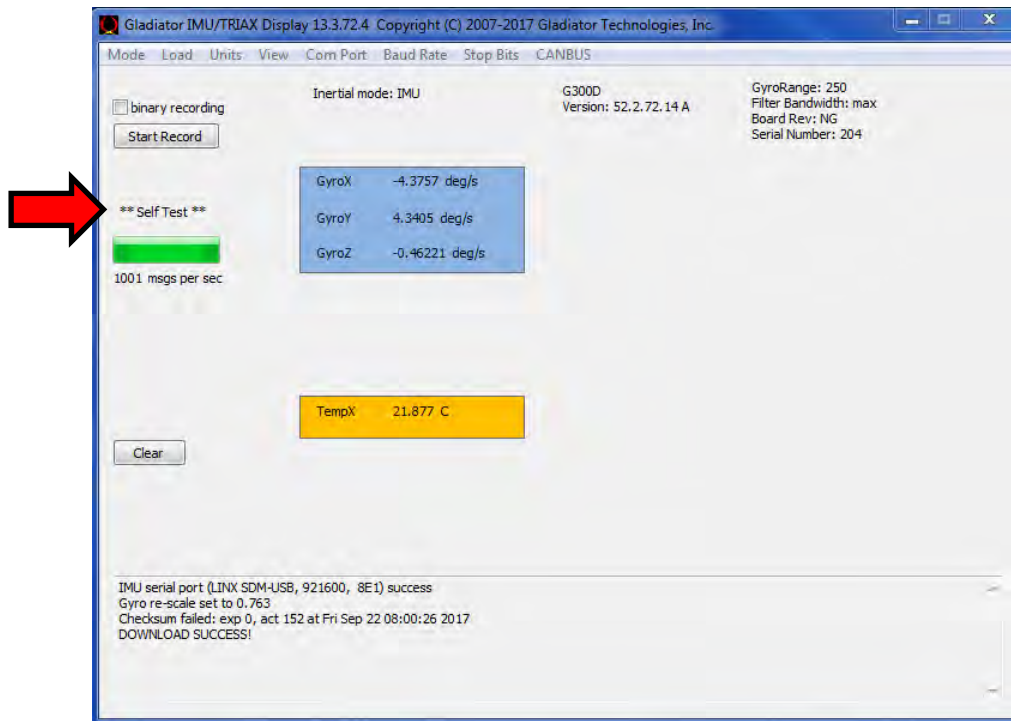 Gladiator IMU/TRIAX Display 13.3.72.4 Copyright (C) 2007-2017 Gladiator Technologies, Inc.
Mode Load Units View Com Port Baud Rate Stop Bits CANBUS
binary recording
Start Record
Inertial mode: IMU
G300D
Version: 52.2.72.14 A
GyroRange: 250
Filter Bandwidth: max
Board Rev: NG
Serial Number: 204
** Self Test **
1001 msgs per sec
GyroX -4.3757 deg/s
GyroY 4.3405 deg/s
GyroZ -0.46221 deg/s
TempX 21.877 C
Clear
IMU serial port (LINX SDM-USB, 921600, 8E1) success
Gyro re-scale set to 0.763
Checksum failed: exp 0, act 152 at Fri Sep 22 08:00:26 2017
DOWNLOAD SUCCESS!